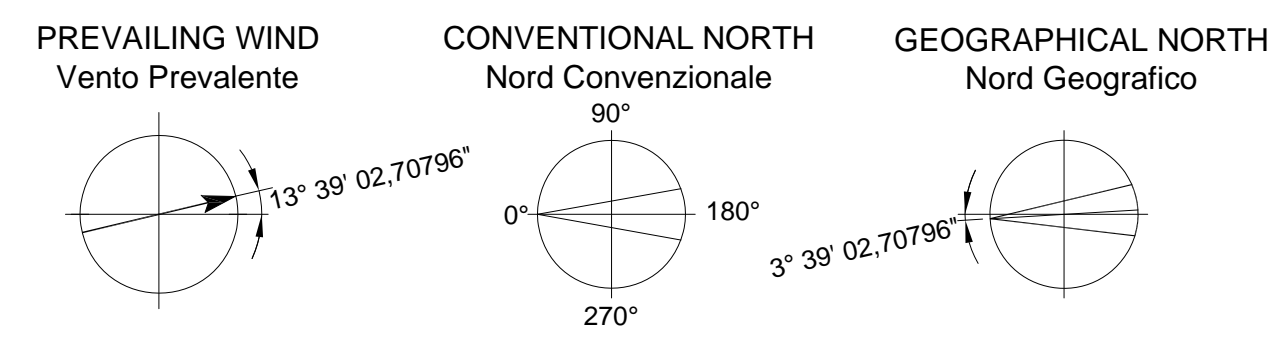 PREVAILING WIND
Vento Prevalente
13° 39' 02,70796"
CONVENTIONAL NORTH
Nord Convenzionale
90°
0°
180°
270°
GEOGRAPHICAL NORTH
Nord Geografico
3° 39' 02,70796"